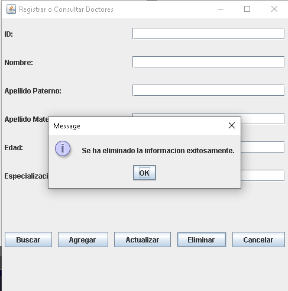 Registrar o Consultar Doctores
ID:
Nombre:
Apellido Paterno:
Apellido Mate
Message
Se ha eliminado la informacion exitosamente.
OK
Edad:
Especializaci
Buscar Agregar Actualizar Eliminar Cancelar